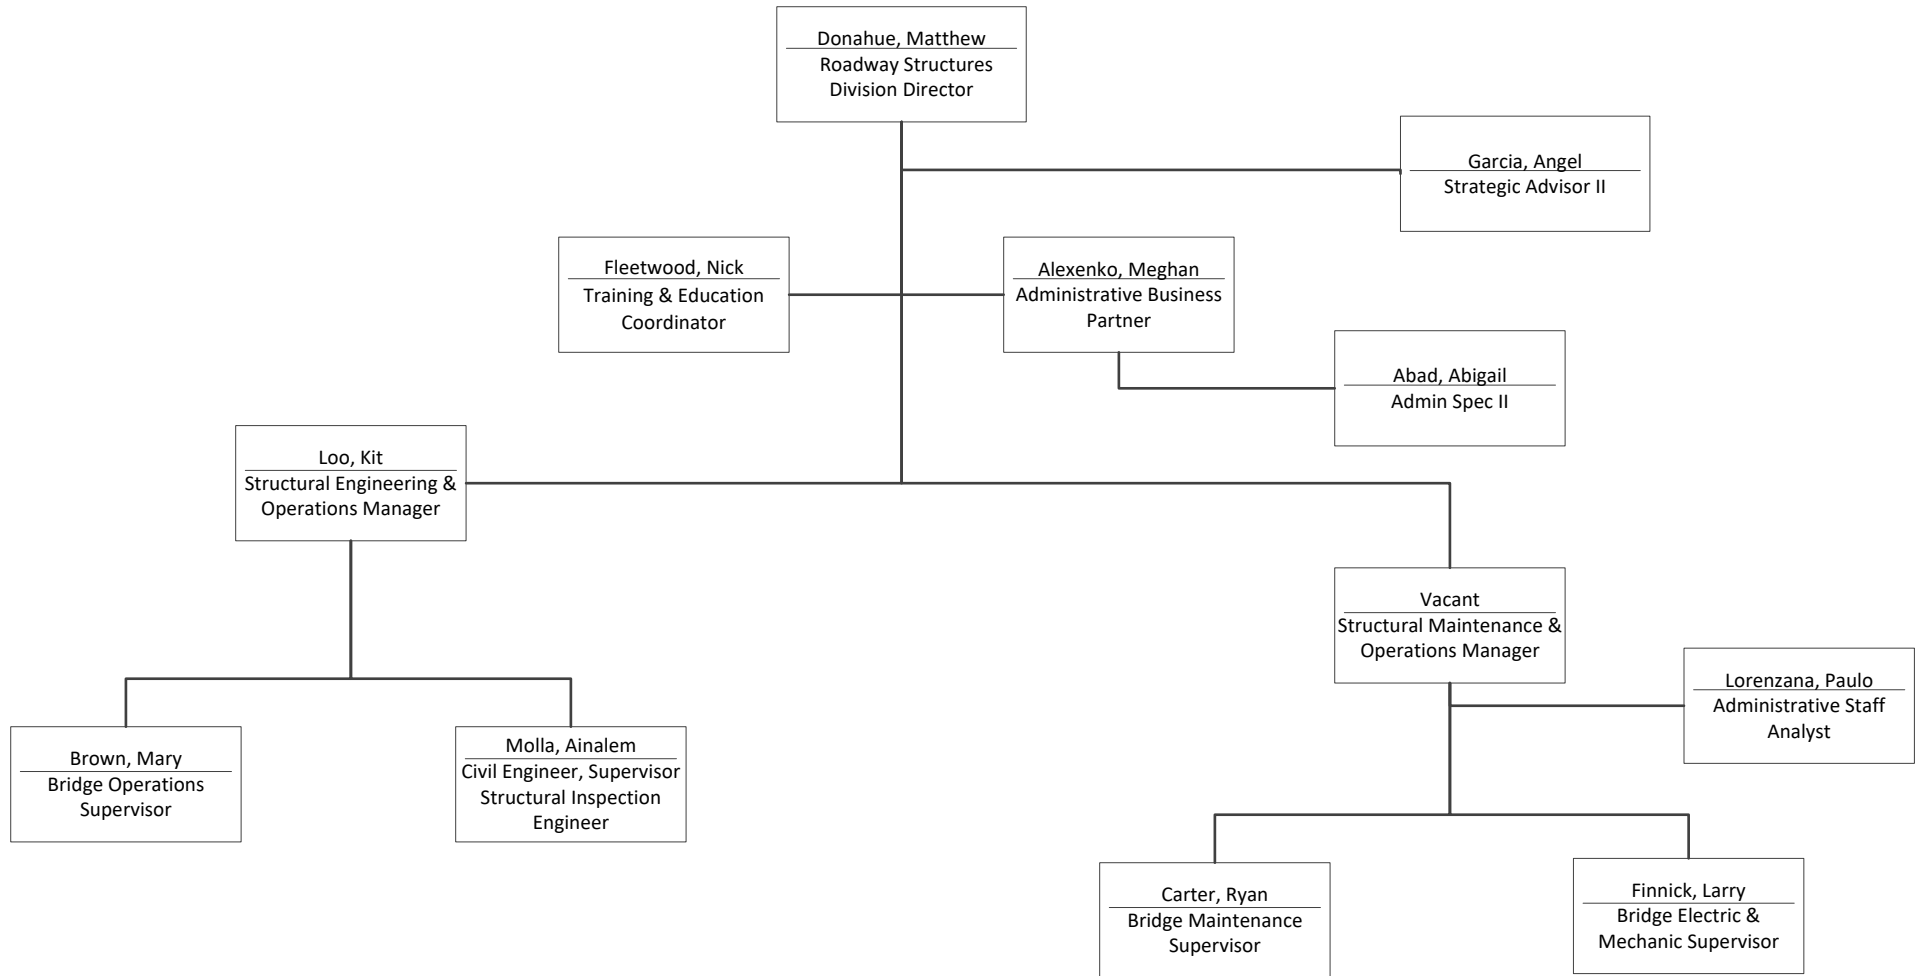 Donahue, Matthew
Roadway Structures
Division Director
Garcia, Angel
Strategic Advisor II
Fleetwood, Nick
Training & Education
Coordinator
Alexenko, Meghan
Administrative Business
Partner
Abad, Abigail
Admin Spec II
Loo, Kit
Structural Engineering &
Operations Manager
Vacant
Structural Maintenance &
Operations Manager
Lorenzana, Paulo
Administrative Staff
Analyst
Brown, Mary
Bridge Operations
Supervisor
Molla, Ainalem
Civil Engineer, Supervisor
Structural Inspection
Engineer
Carter, Ryan
Bridge Maintenance
Supervisor
Finnick, Larry
Bridge Electric &
Mechanic Supervisor